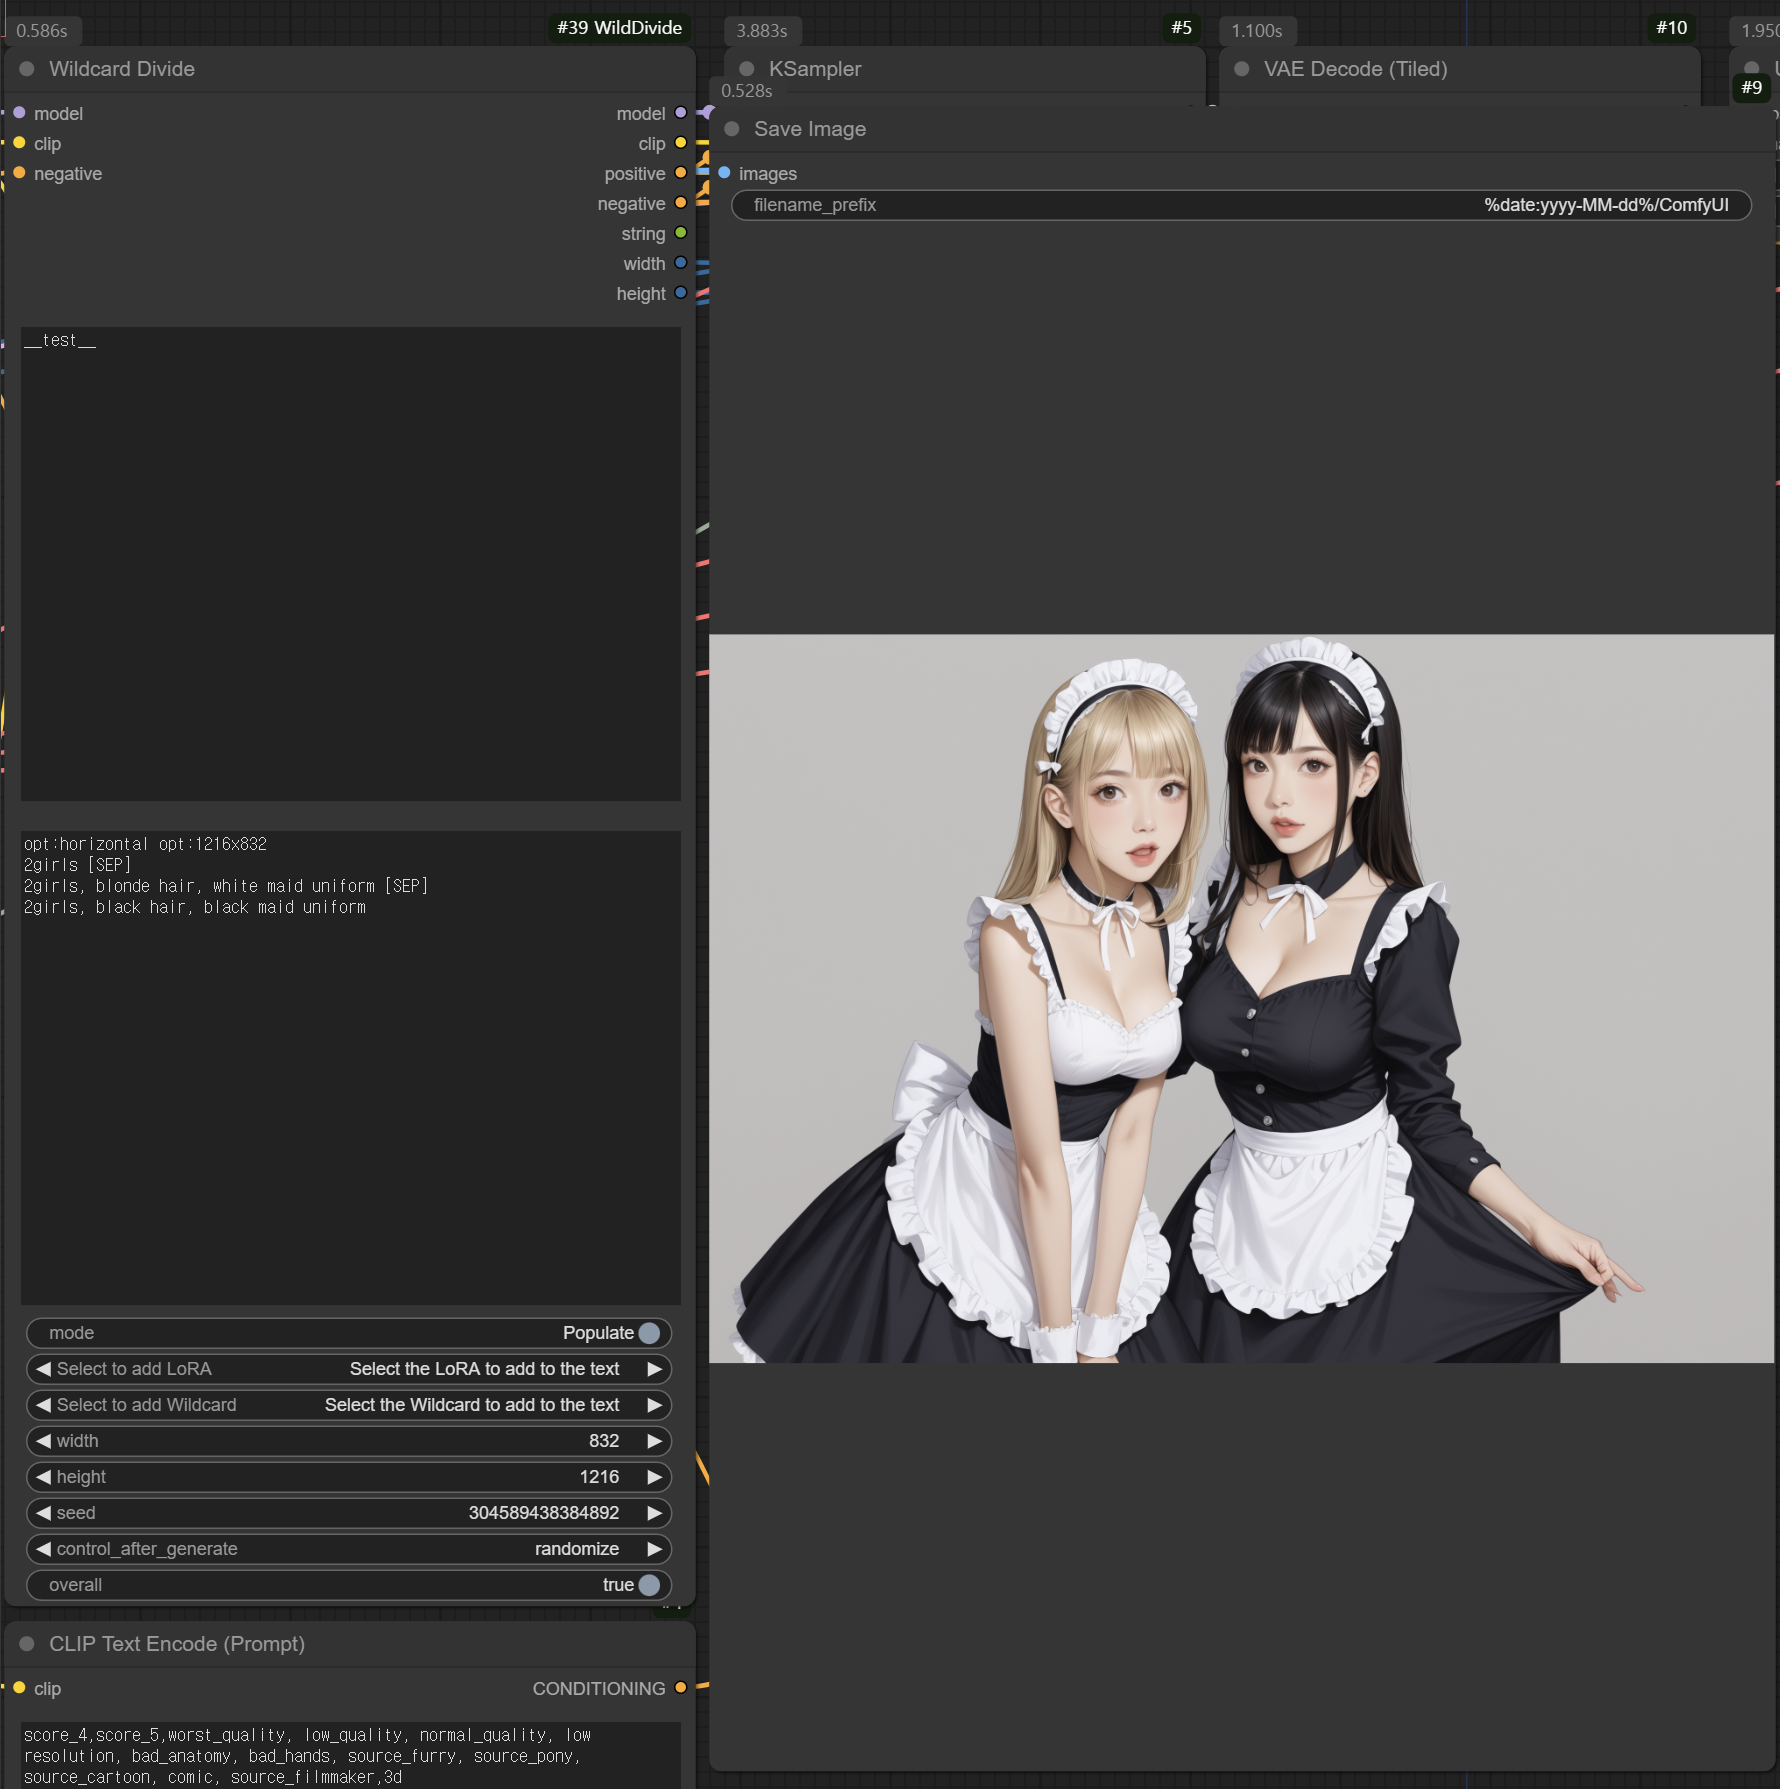 0.586s
#39 WildDivide
Wildcard Divide
model
clip
negative
model
clip
positive
negative
string
width
height
__test__
opt:horizontal opt:1216x832
2girls [SEP]
2girls, blonde hair, white maid uniform [SEP]
2girls, black hair, black maid uniform
mode Populate
Select to add LoRA Select the LoRA to add to the text
Select to add Wildcard Select the Wildcard to add to the text
width 832
height 1216
seed 304589438384892
control_after_generate randomize
overall true
CLIP Text Encode (Prompt)
clip CONDITIONING
score_4,score_5,worst_quality, low_quality, normal_quality, low
resolution, bad_anatomy, bad_hands, source_furry, source_pony,
source_cartoon, comic, source_filmmaker,3d
3.883s
#5
KSampler
1.100s
#10
VAE Decode (Tiled)
#9
0.528s
Save Image
images
filename_prefix %date:yyyy-MM-dd%/ComfyUI